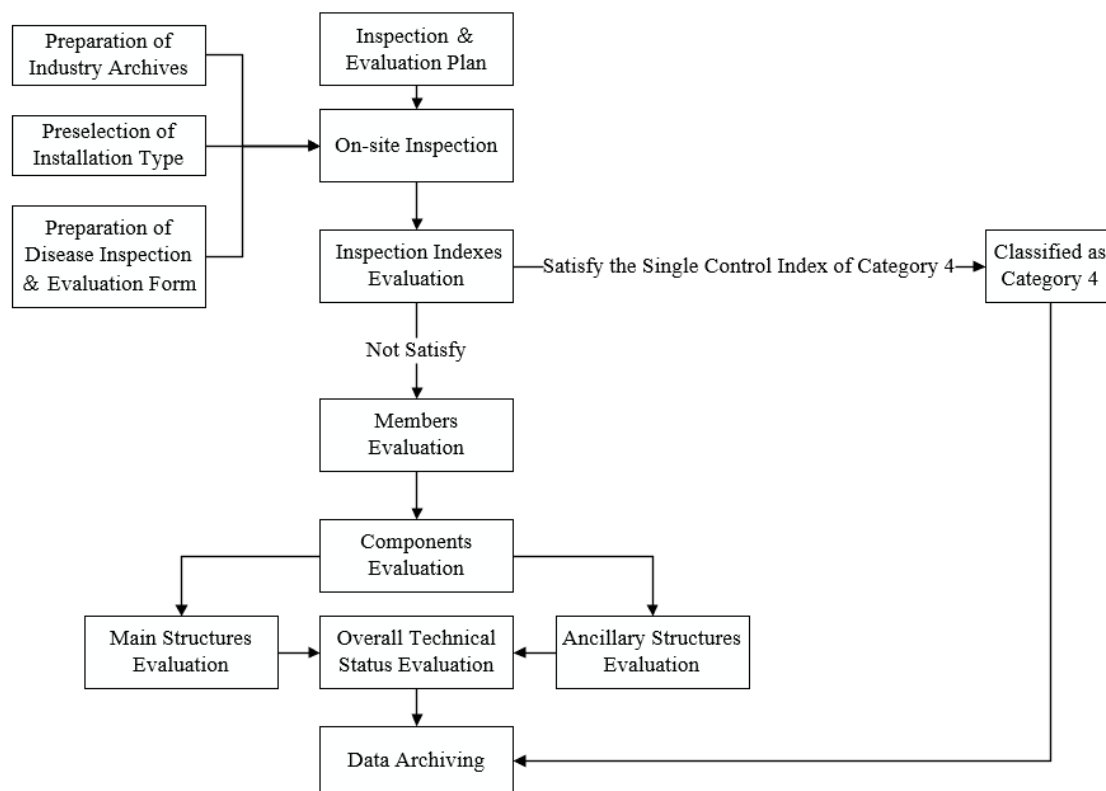 Preparation of
Industry Archives
Inspection & 
Evaluation Plan
Preselection of
Installation Type
On-site Inspection
Preparation of
Disease Inspection
& Evaluation Form
Inspection Indexes
Evaluation
Satisfy the Single Control Index of Category 4
Classified as
Category 4
Not Satisfy
Members
Evaluation
Components
Evaluation
Main Structures
Evaluation
Overall Technical
Status Evaluation
Ancillary Structures
Evaluation
Data Archiving